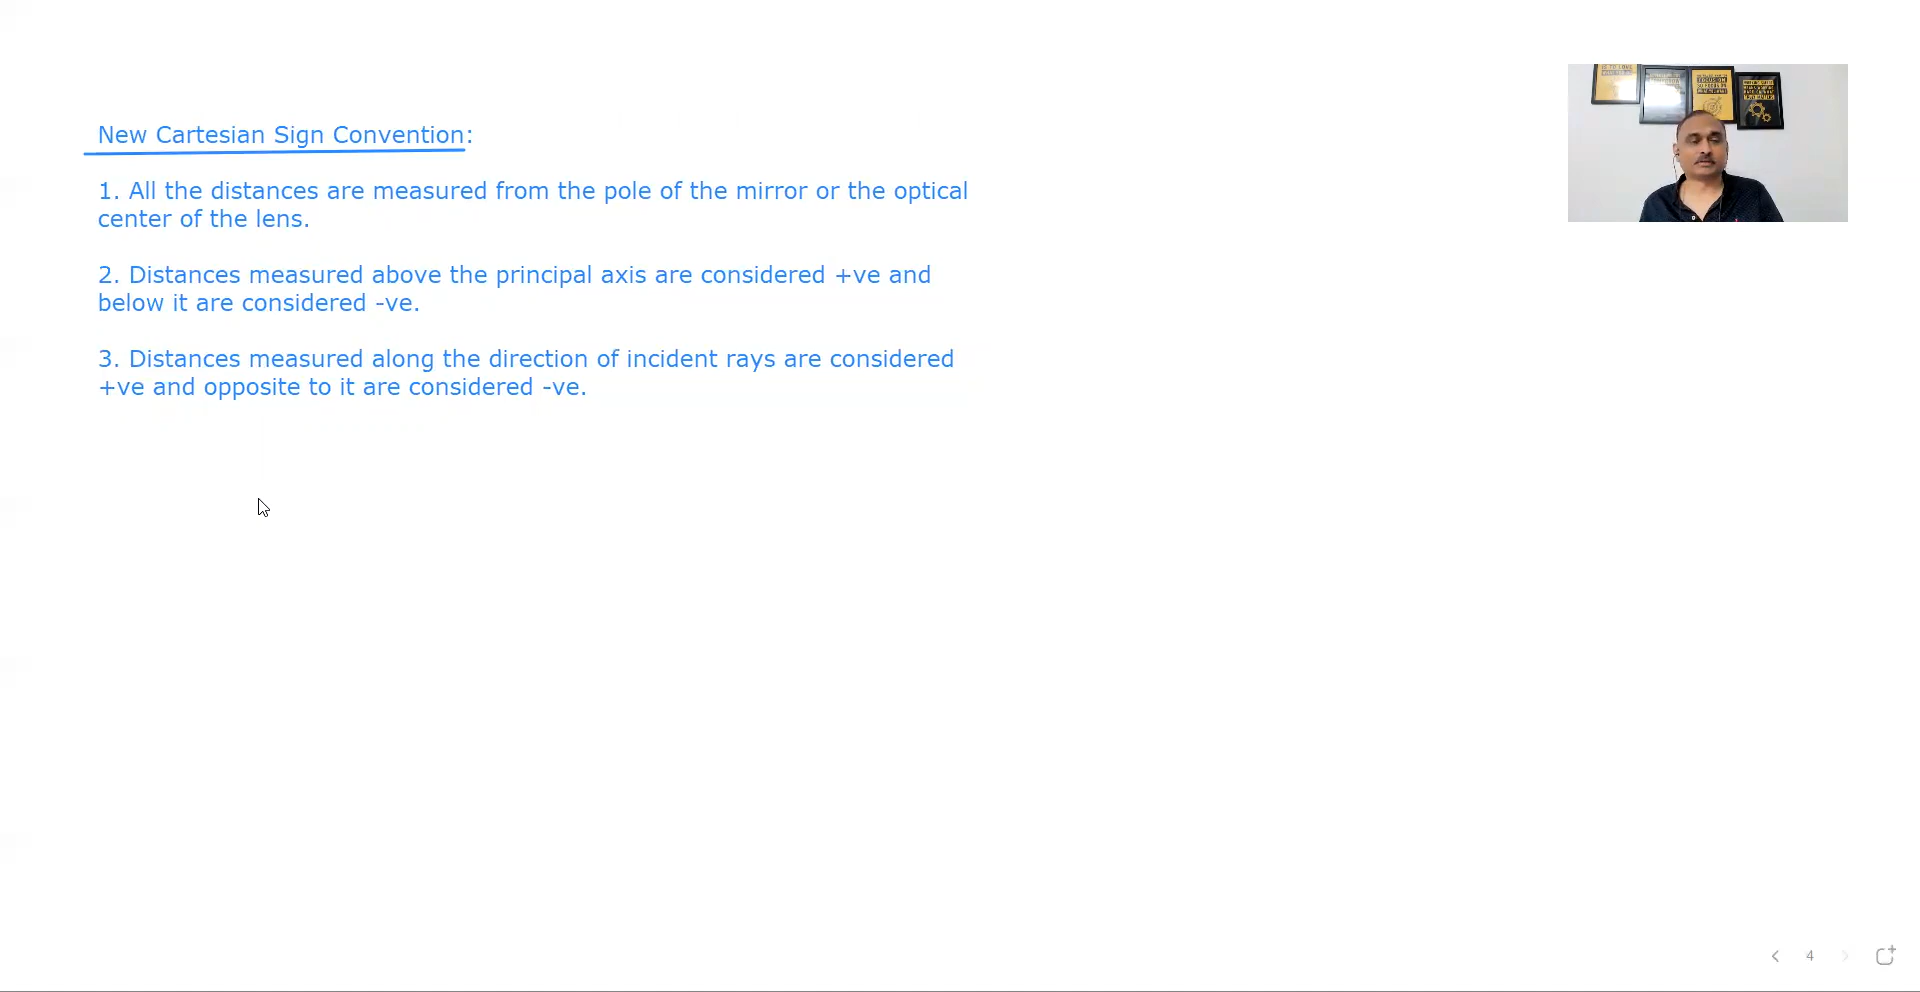 New Cartesian Sign Convention:
1. All the distances are measured from the pole of the mirror or the optical
center of the lens.
2. Distances measured above the principal axis are considered +ve and
below it are considered -ve.
3. Distances measured along the direction of incident rays are considered
+ve and opposite to it are considered -ve.
4